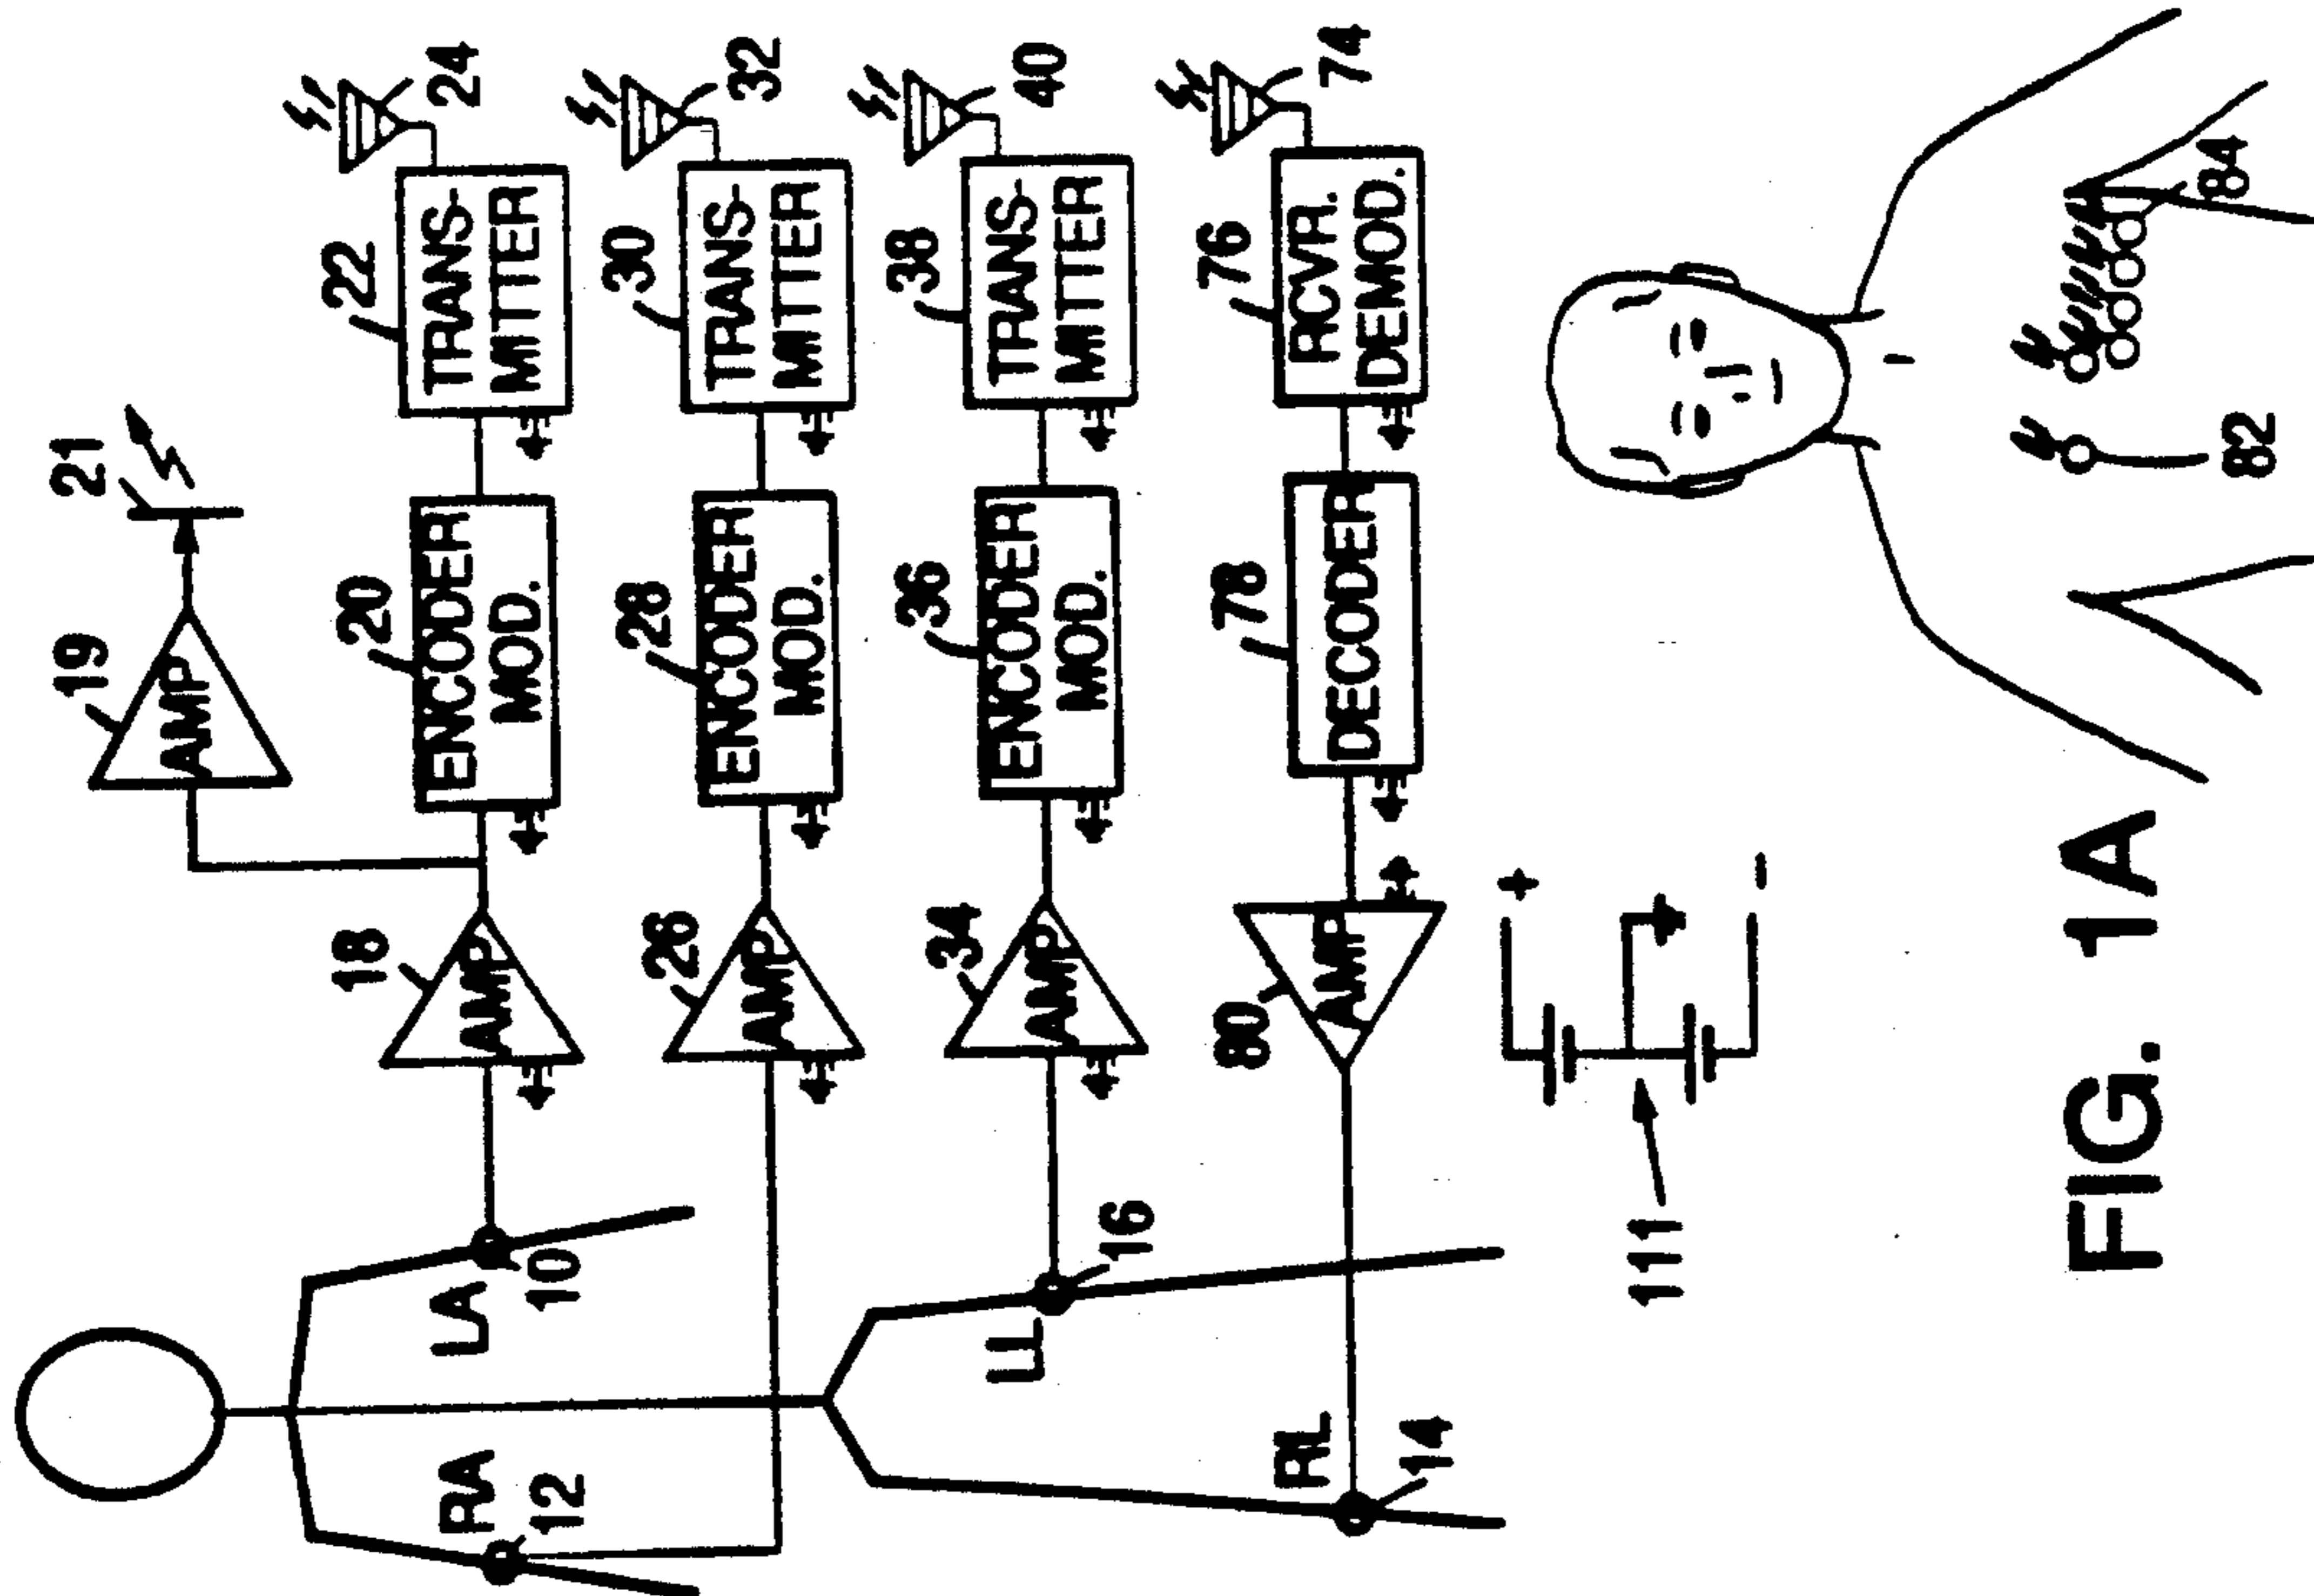 19
21
AMP
18
20
22
24
RA
LA
AMP
ENCODER
MOD.
TRANS-
MITTER
12
10
28
28
30
32
AMP
ENCODER
MOD.
TRANS-
MITTER
34
36
38
40
LL
AMP
ENCODER
MOD.
TRANS-
MITTER
16
80
78
76
74
RL
AMP
DECODER
RCVR.
DEMOD.
14
+
111
-
FIG. 1A
82
84